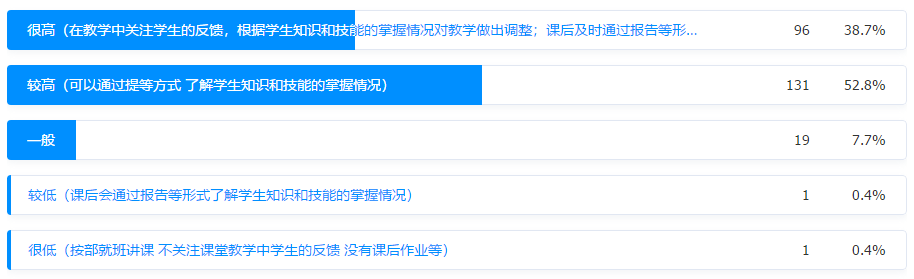 很高（在教学中关注学生的反馈，根据学生知识和技能的掌握情况对教学做出调整；课后及时通过报告等形... 96 38.7%
较高（可以通过提等方式 了解学生知识和技能的掌握情况） 131 52.8%
一般 19 7.7%
较低（课后会通过报告等形式了解学生知识和技能的掌握情况） 1 0.4%
很低（按部就班讲课 不关注课堂教学中学生的反馈 没有课后作业等） 1 0.4%